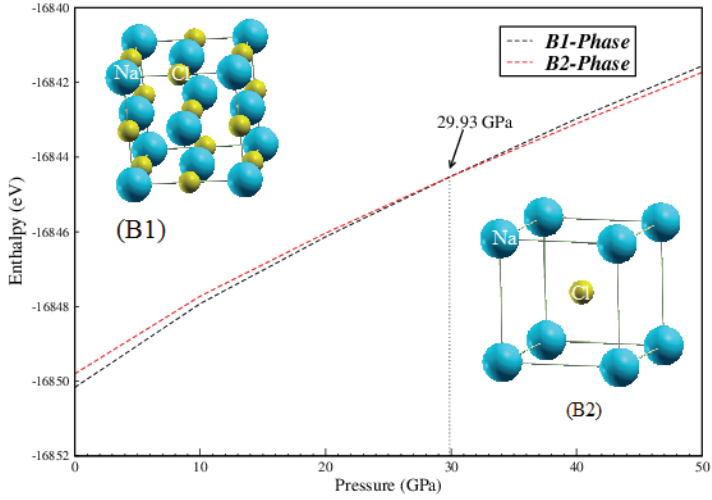 -16840
-16842
-16844
-16846
-16848
-16850
-16852
Enthalpy (eV)
0
10
20
30
40
50
Pressure (GPa)
B1-Phase
B2-Phase
29.93 GPa
Na
Cl
(B1)
Na
Cl
(B2)